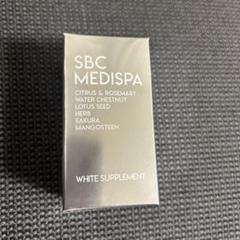 SBC
MEDISPA
CITRUS & ROSEMARY
WATER CHESTNUT
LOTUS SEED
HERB
SAKURA
MANGOSTEEN
WHITE SUPPLEMENT